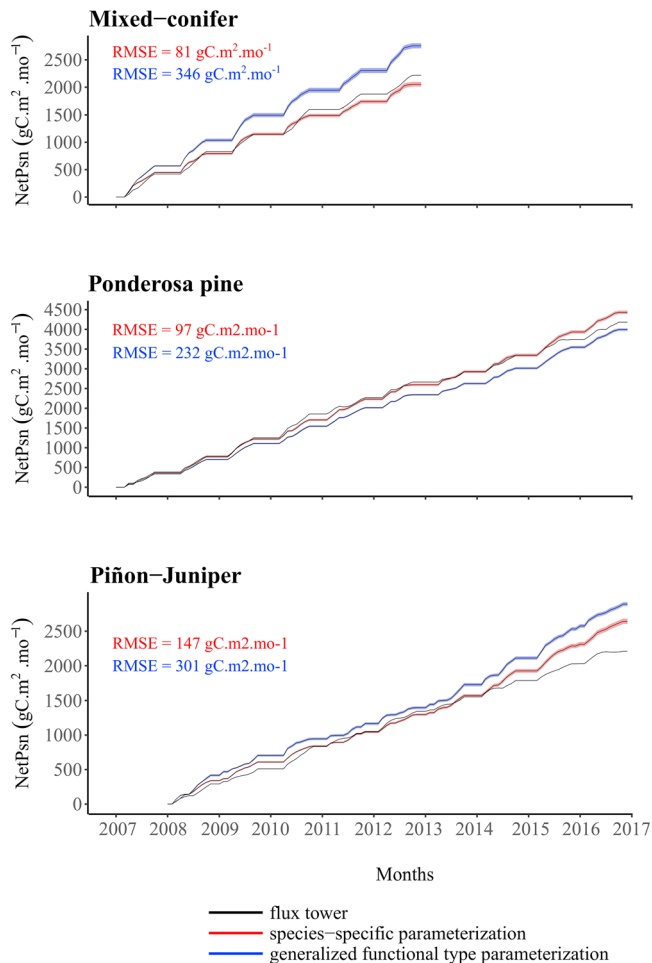 Mixed−conifer
RMSE = 81 gC.m².mo⁻¹
RMSE = 346 gC.m².mo⁻¹
NetPsn (gC.m² .mo⁻¹)
2500
2000
1500
1000
500
0
Ponderosa pine
RMSE = 97 gC.m2.mo-1
RMSE = 232 gC.m2.mo-1
NetPsn (gC.m² .mo⁻¹)
4500
4000
3500
3000
2500
2000
1500
1000
500
0
Piñon−Juniper
RMSE = 147 gC.m2.mo-1
RMSE = 301 gC.m2.mo-1
NetPsn (gC.m² .mo⁻¹)
2500
2000
1500
1000
500
0
2007 2008 2009 2010 2011 2012 2013 2014 2015 2016 2017
Months
flux tower
species−specific parameterization
generalized functional type parameterization